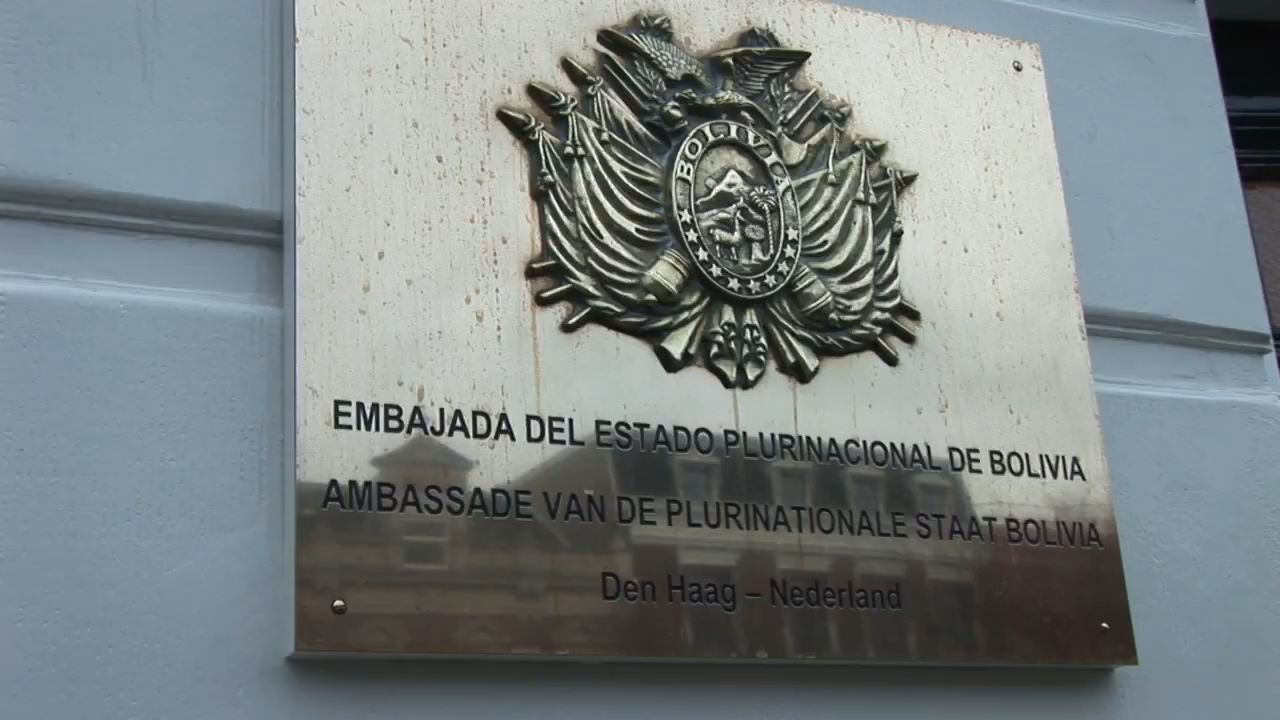 BOLIVIA
EMBAJADA DEL ESTADO PLURINACIONAL DE BOLIVIA
AMBASSADE VAN DE PLURINATIONALE STAAT BOLIVIA
Den Haag – Nederland